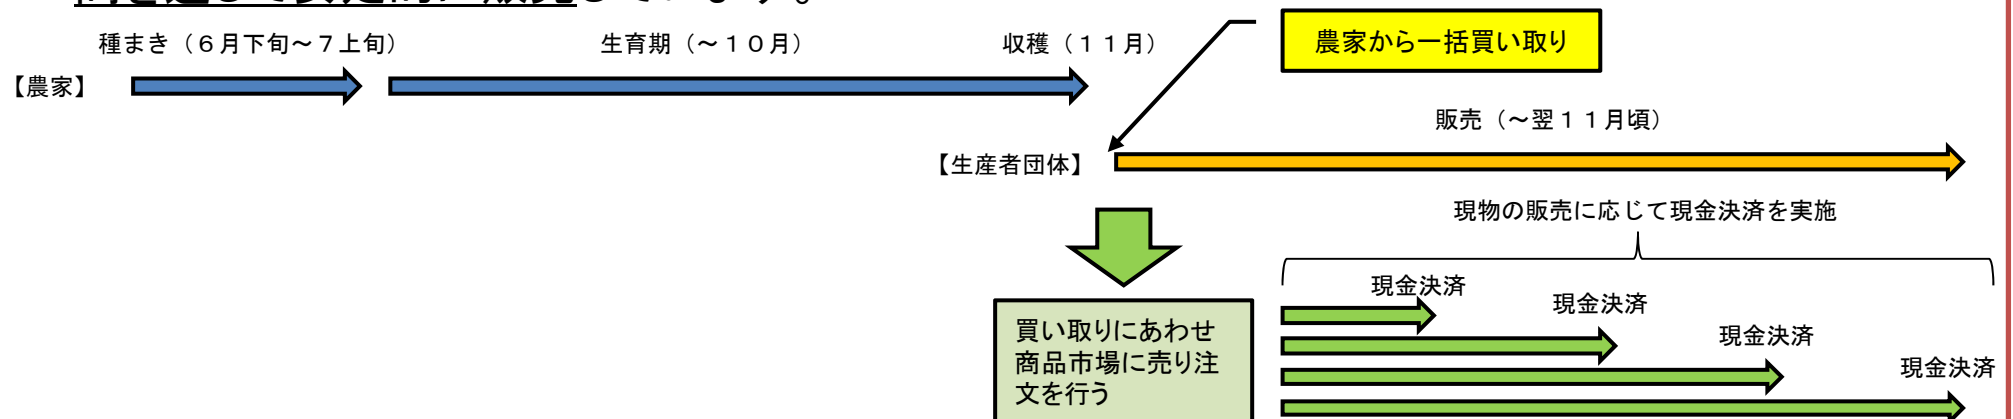 しています。
種まき（６月下旬～７上旬）
生育期（～１０月）
収穫（１１月）
農家から一括買い取り
【農家】
販売（～翌１１月頃）
【生産者団体】
現物の販売に応じて現金決済を実施
現金決済
現金決済
現金決済
現金決済
買い取りにあわせ
商品市場に売り注
文を行う